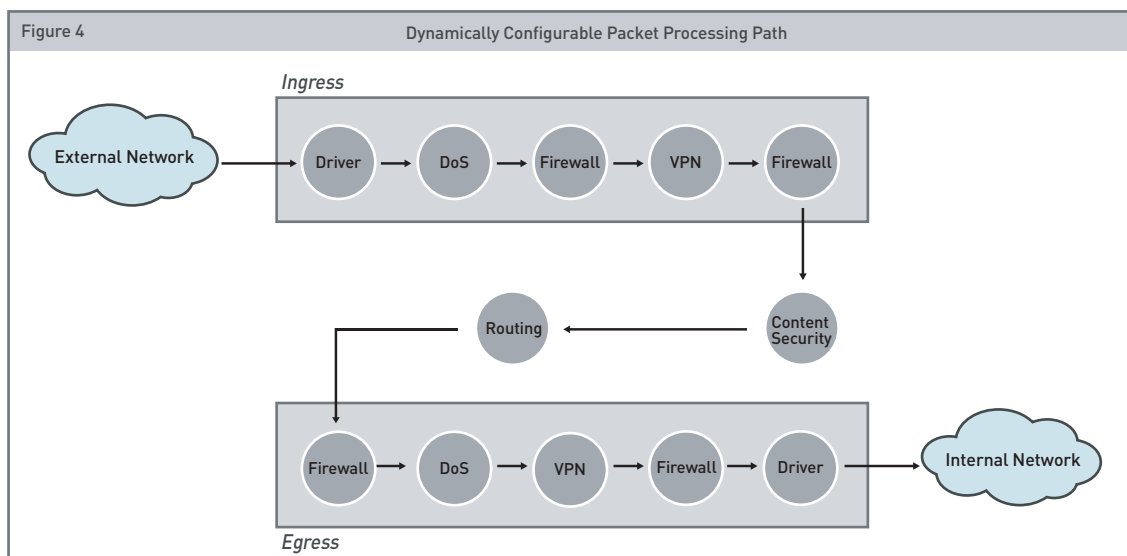 Figure 4
Dynamically Configurable Packet Processing Path
Ingress
External Network
Driver
DoS
Firewall
VPN
Firewall
Routing
Content
Security
Firewall
DoS
VPN
Firewall
Driver
Internal Network
Egress